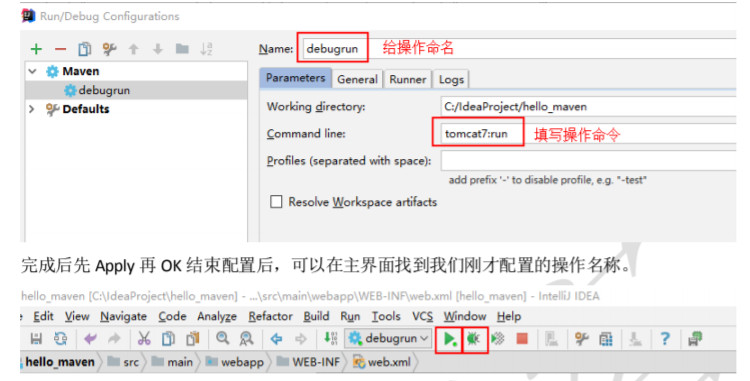 Run/Debug Configurations
Name: debugrun 给操作命名
Maven
debugrun
Defaults
Parameters General Runner Logs
Working directory: C:/IdeaProject/hello_maven
Command line: tomcat7:run 填写操作命令
Profiles (separated with space):
add prefix '-' to disable profile, e.g. "-test"
Resolve Workspace artifacts
完成后先 Apply 再 OK 结束配置后，可以在主界面找到我们刚才配置的操作名称。
hello_maven [C:\IdeaProject\hello_maven] - ...\src\main\webapp\WEB-INF\web.xml [hello_maven] - IntelliJ IDEA
Edit View Navigate Code Analyze Refactor Build Run Tools VCS Window Help
debugrun
hello_maven src main webapp WEB-INF web.xml